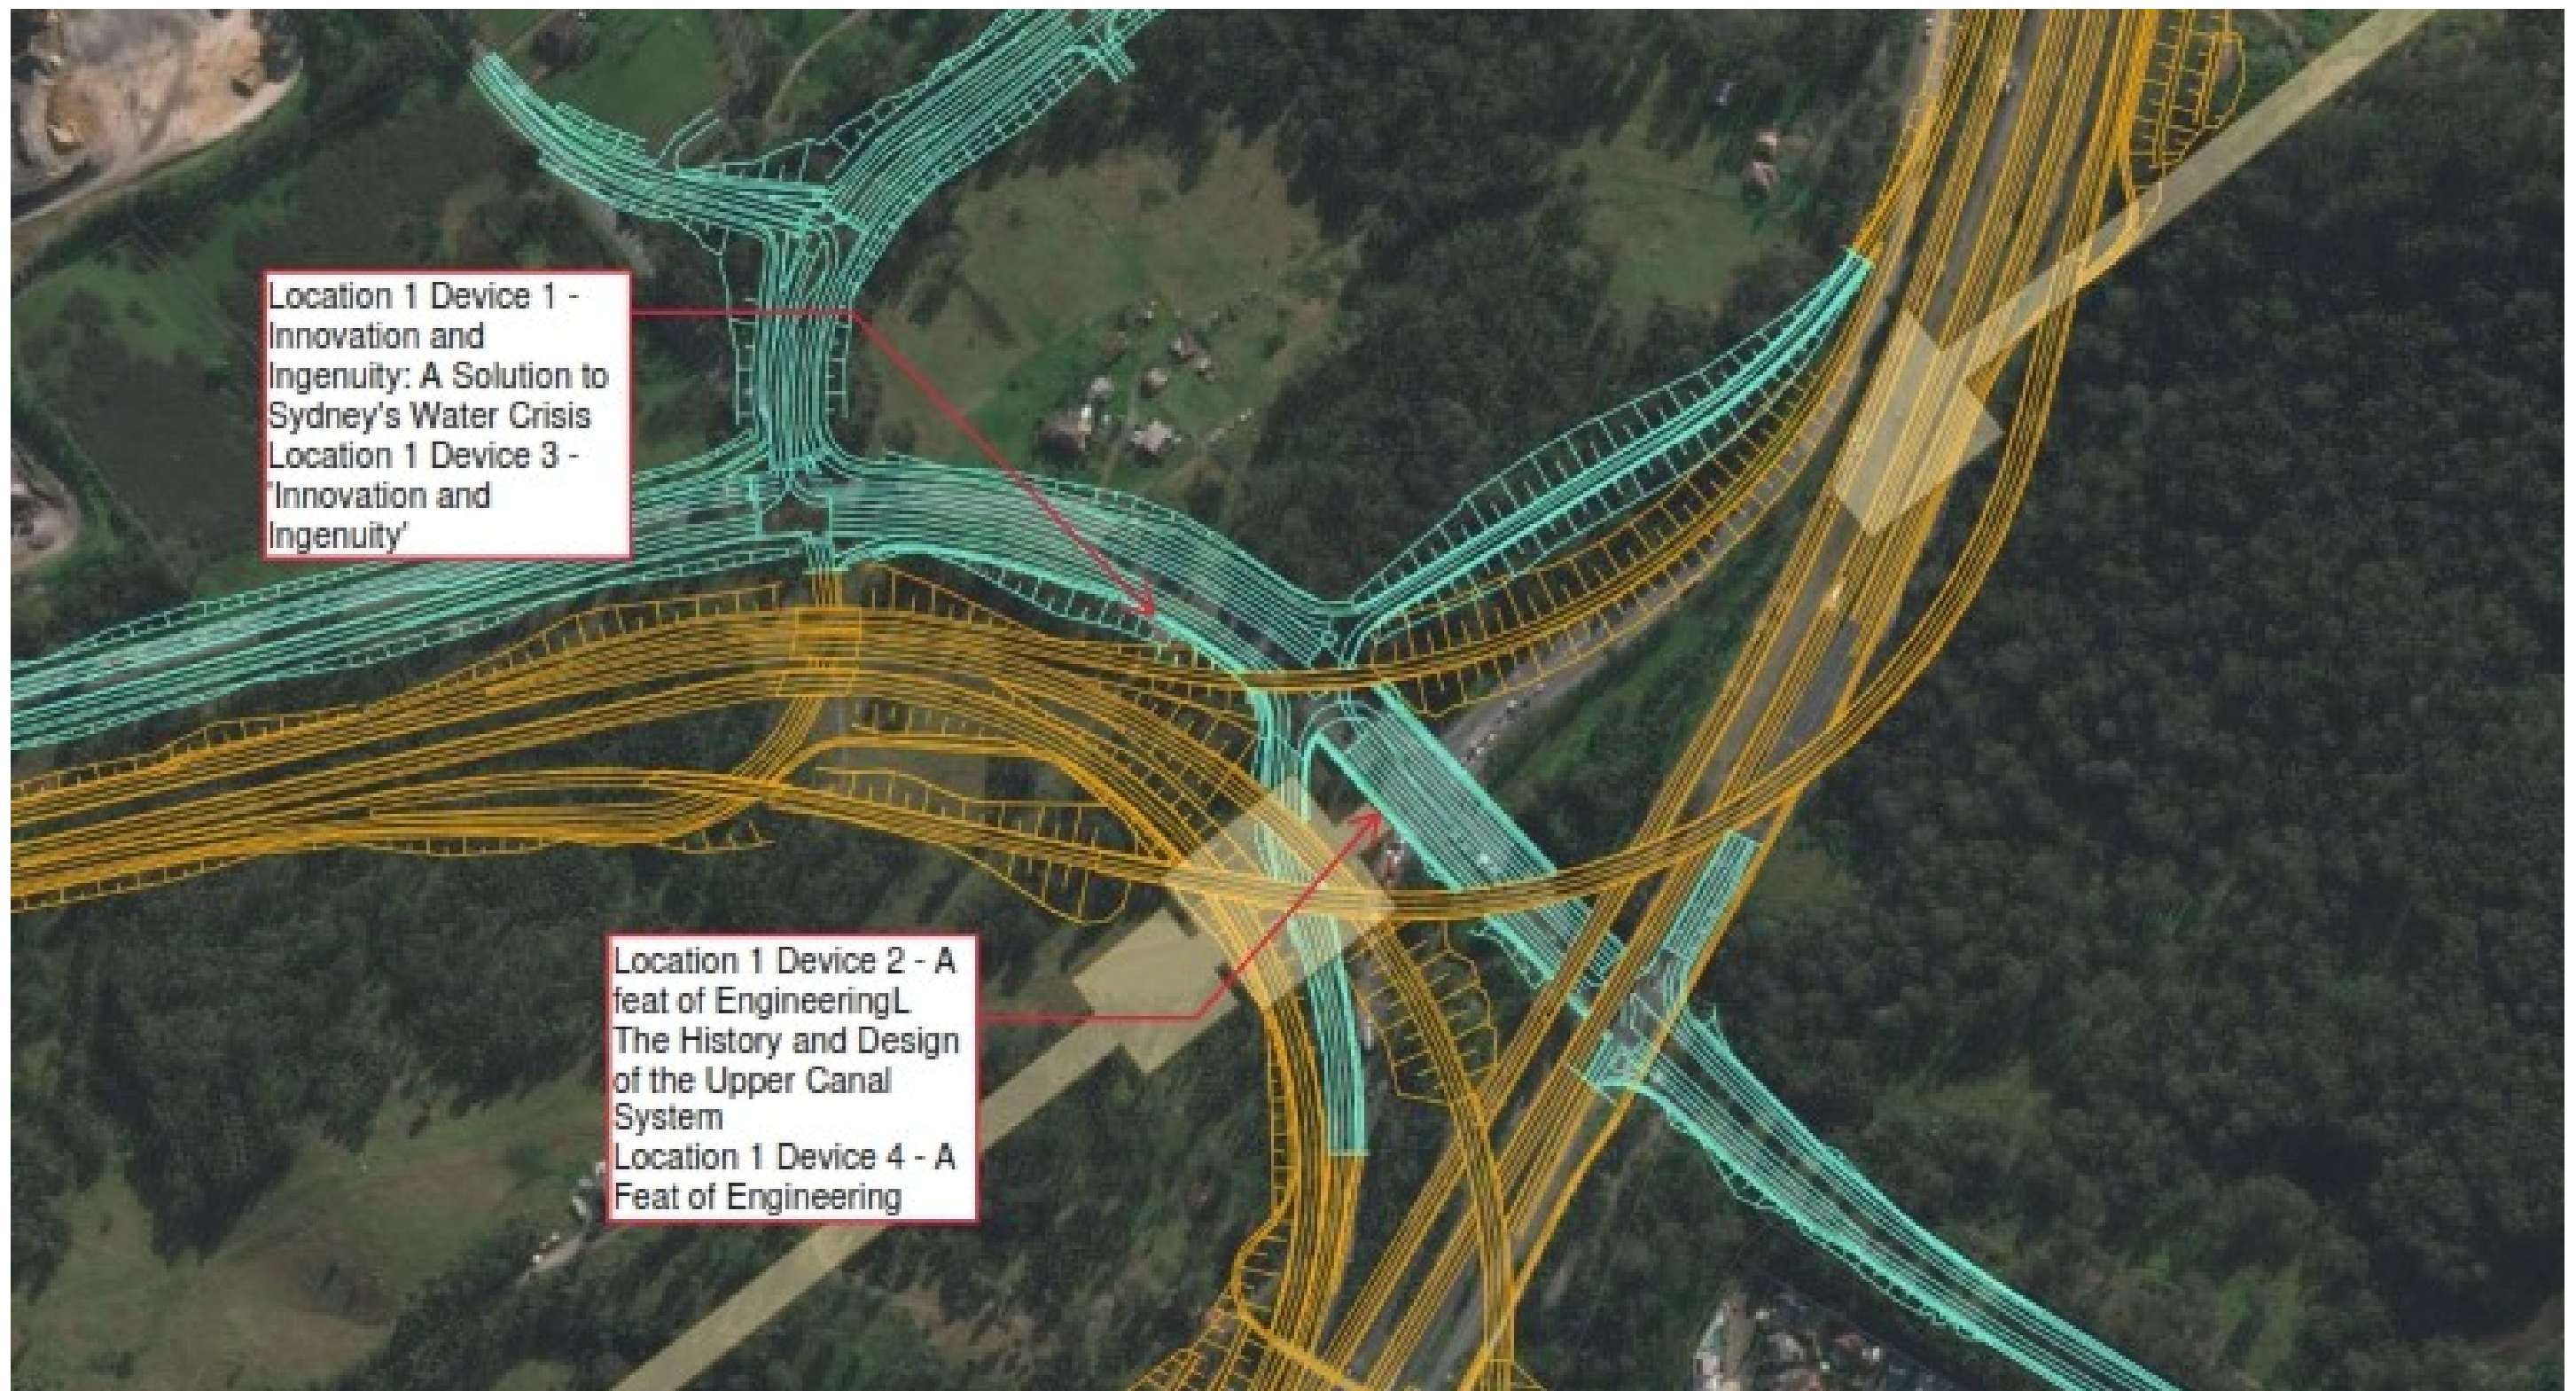 Location 1 Device 1 -
Innovation and
Ingenuity: A Solution to
Sydney's Water Crisis
Location 1 Device 3 -
'Innovation and
Ingenuity'
Location 1 Device 2 - A
feat of EngineeringL
The History and Design
of the Upper Canal
System
Location 1 Device 4 - A
Feat of Engineering